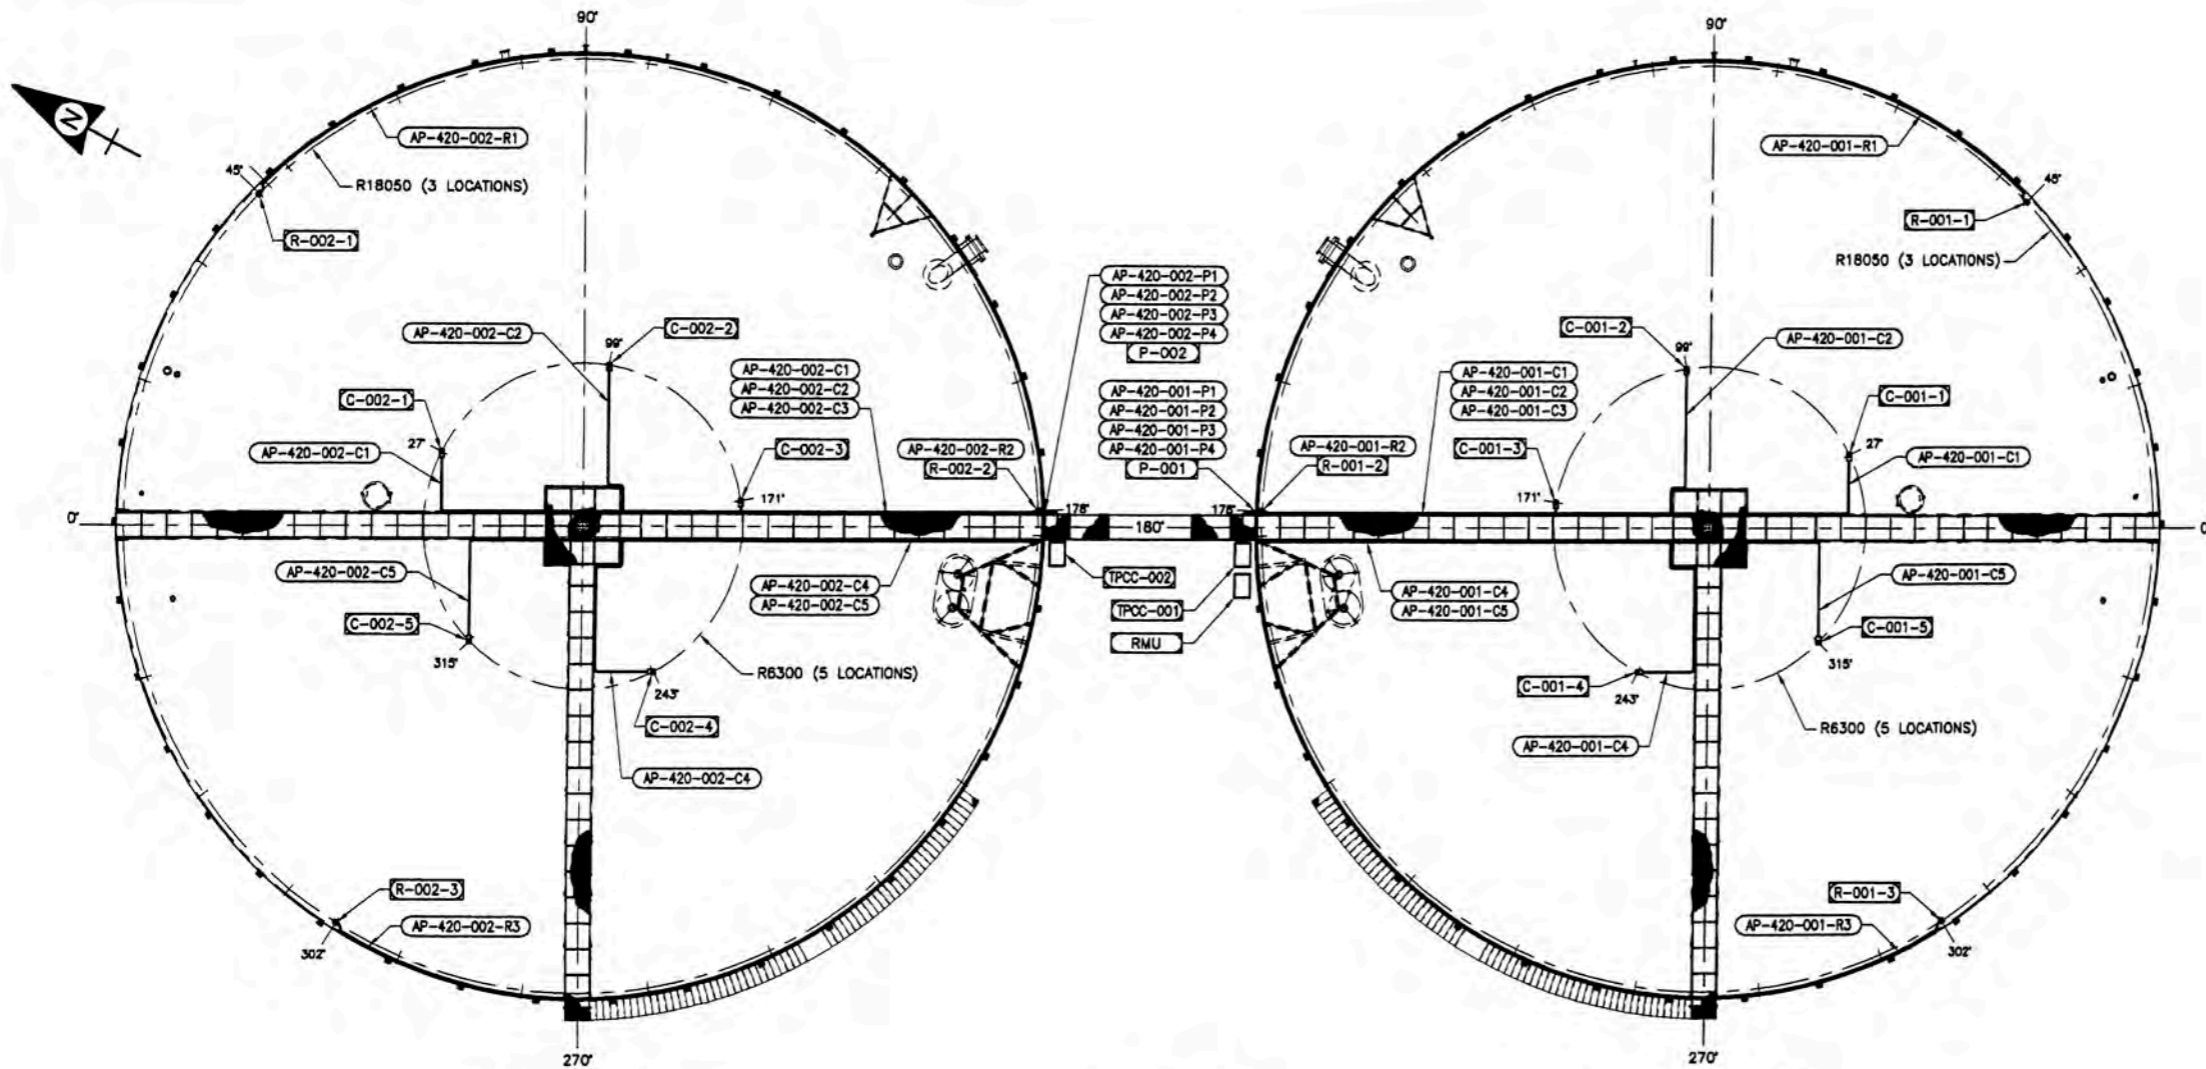 90°
90°
N
AP-420-002-R1
45°
R18050 (3 LOCATIONS)
R-002-1
AP-420-001-R1
45°
R-001-1
R18050 (3 LOCATIONS)
AP-420-002-P1
AP-420-002-P2
AP-420-002-P3
AP-420-002-P4
P-002
AP-420-001-P1
AP-420-001-P2
AP-420-001-P3
AP-420-001-P4
P-001
AP-420-002-C2
C-002-2
99°
C-002-1
27°
AP-420-002-C1
AP-420-002-C1
AP-420-002-C2
AP-420-002-C3
C-002-3
171°
AP-420-002-R2
R-002-2
178°
0°
180°
178°
AP-420-001-R2
R-001-2
AP-420-001-C1
AP-420-001-C2
AP-420-001-C3
C-001-2
99°
AP-420-001-C2
C-001-3
171°
C-001-1
27°
AP-420-001-C1
AP-420-002-C5
C-002-5
315°
AP-420-002-C4
AP-420-002-C5
R6300 (5 LOCATIONS)
243°
C-002-4
AP-420-002-C4
TPCC-002
TPCC-001
RMU
AP-420-001-C4
AP-420-001-C5
C-001-4
243°
AP-420-001-C4
AP-420-001-C5
C-001-5
315°
R6300 (5 LOCATIONS)
R-002-3
AP-420-002-R3
302°
270°
R-001-3
AP-420-001-R3
302°
270°